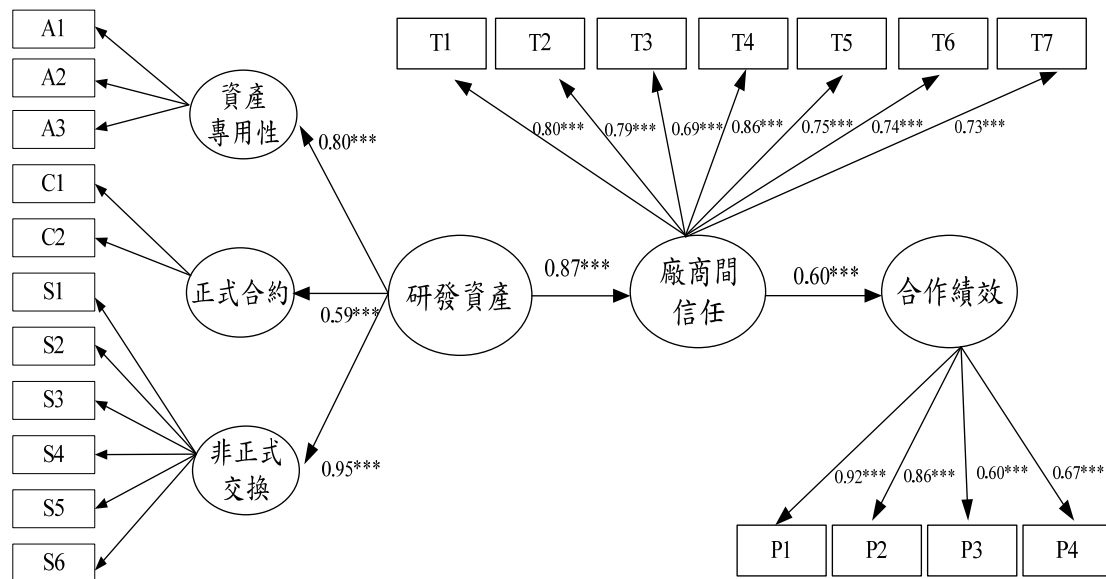 A1
A2
A3
C1
C2
S1
S2
S3
S4
S5
S6
資產
專用性
正式合約
非正式
交換
0.80***
0.59***
0.95***
研發資產
0.87***
T1
T2
T3
T4
T5
T6
T7
0.80***
0.79***
0.69***
0.86***
0.75***
0.74***
0.73***
廠商間
信任
0.60***
合作績效
0.92***
0.86***
0.60***
0.67***
P1
P2
P3
P4